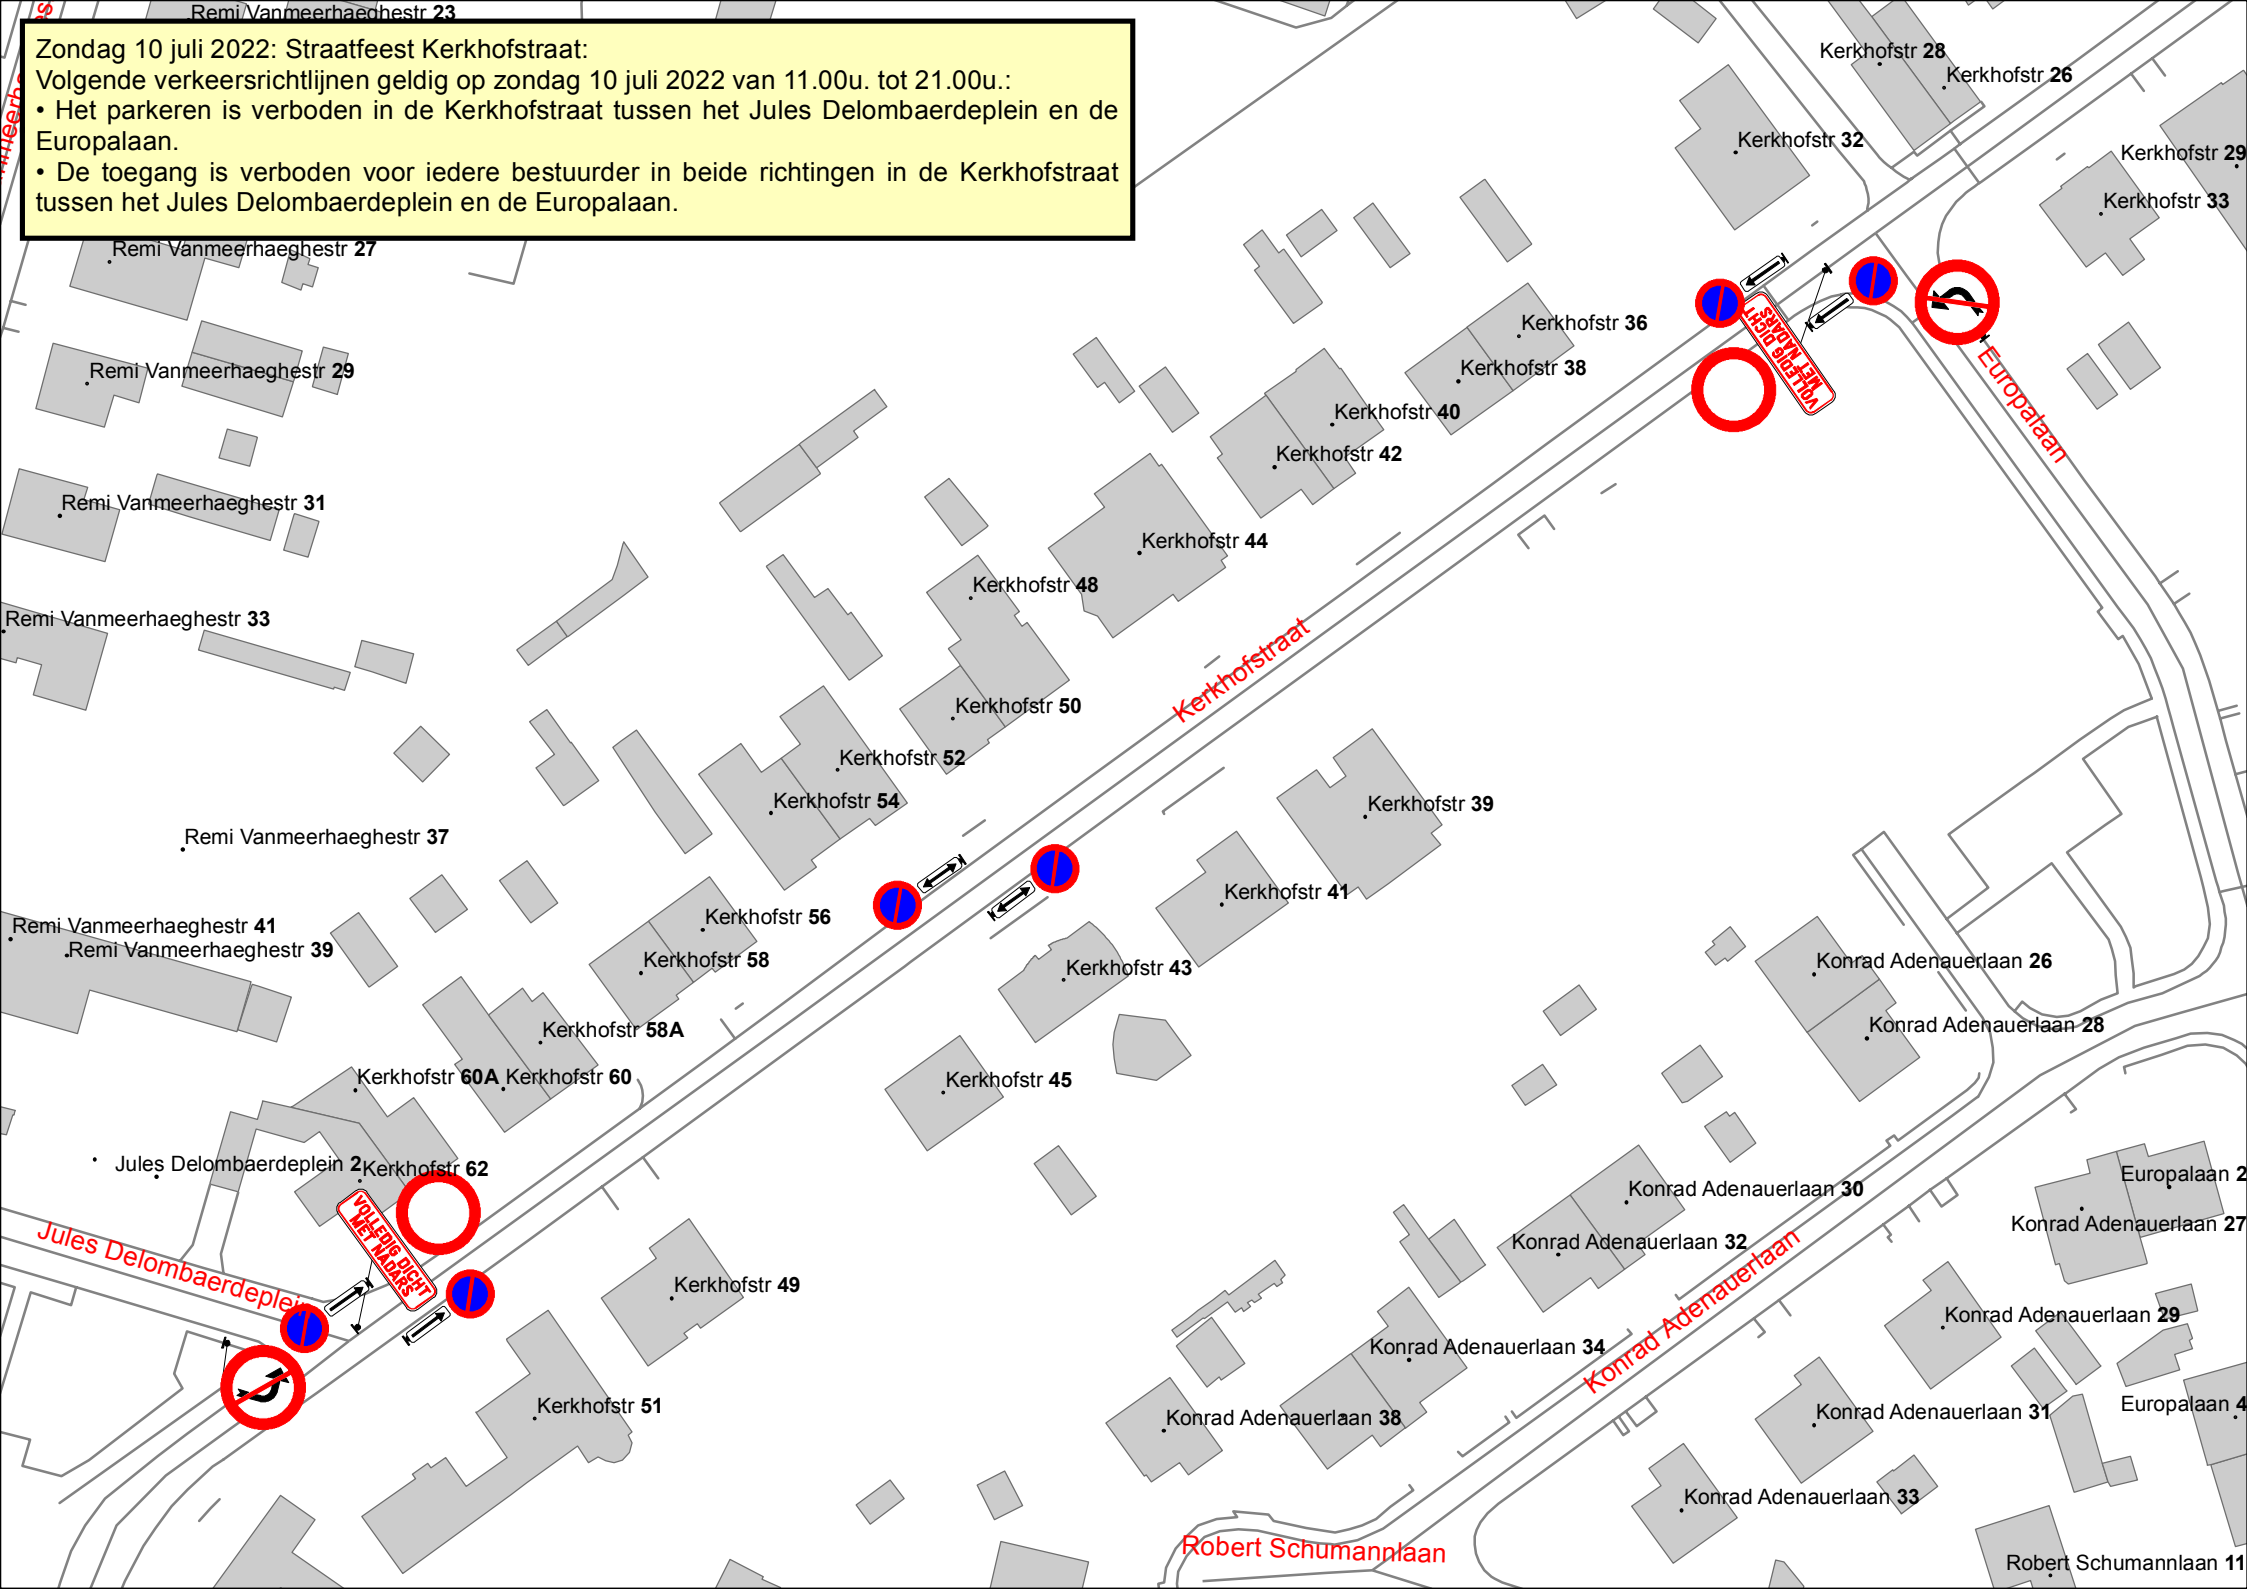 Remi Vanmeerhaeghestr 23
Zondag 10 juli 2022: Straatfeest Kerkhofstraat:
Volgende verkeersrichtlijnen geldig op zondag 10 juli 2022 van 11.00u. tot 21.00u.:
• Het parkeren is verboden in de Kerkhofstraat tussen het Jules Delombaerdeplein en de
Europalaan.
• De toegang is verboden voor iedere bestuurder in beide richtingen in de Kerkhofstraat
tussen het Jules Delombaerdeplein en de Europalaan.
Kerkhofstr 28
Kerkhofstr 26
Kerkhofstr 32
Kerkhofstr 29
Kerkhofstr 33
Remi Vanmeerhaeghestr 27
Kerkhofstr 36
VOLLEDIG DICHT
MET NADARS
Europalaan
Kerkhofstr 38
Remi Vanmeerhaeghestr 29
Kerkhofstr 40
Kerkhofstr 42
Remi Vanmeerhaeghestr 31
Kerkhofstr 44
Kerkhofstr 48
Remi Vanmeerhaeghestr 33
Kerkhofstraat
Kerkhofstr 50
Kerkhofstr 52
Kerkhofstr 54
Kerkhofstr 39
Remi Vanmeerhaeghestr 37
Kerkhofstr 41
Kerkhofstr 56
Remi Vanmeerhaeghestr 41
Remi Vanmeerhaeghestr 39
Kerkhofstr 58
Kerkhofstr 43
Konrad Adenauerlaan 26
Konrad Adenauerlaan 28
Kerkhofstr 58A
Kerkhofstr 60A
Kerkhofstr 60
Kerkhofstr 45
Jules Delombaerdeplein 2
Kerkhofstr 62
Konrad Adenauerlaan 30
Europalaan 2
Konrad Adenauerlaan 27
Konrad Adenauerlaan 32
VOLLEDIG DICHT
MET NADARS
Jules Delombaerdeplein
Kerkhofstr 49
Konrad Adenauerlaan
Konrad Adenauerlaan 29
Konrad Adenauerlaan 34
Kerkhofstr 51
Konrad Adenauerlaan 38
Konrad Adenauerlaan 31
Europalaan 4
Konrad Adenauerlaan 33
Robert Schumannlaan
Robert Schumannlaan 11